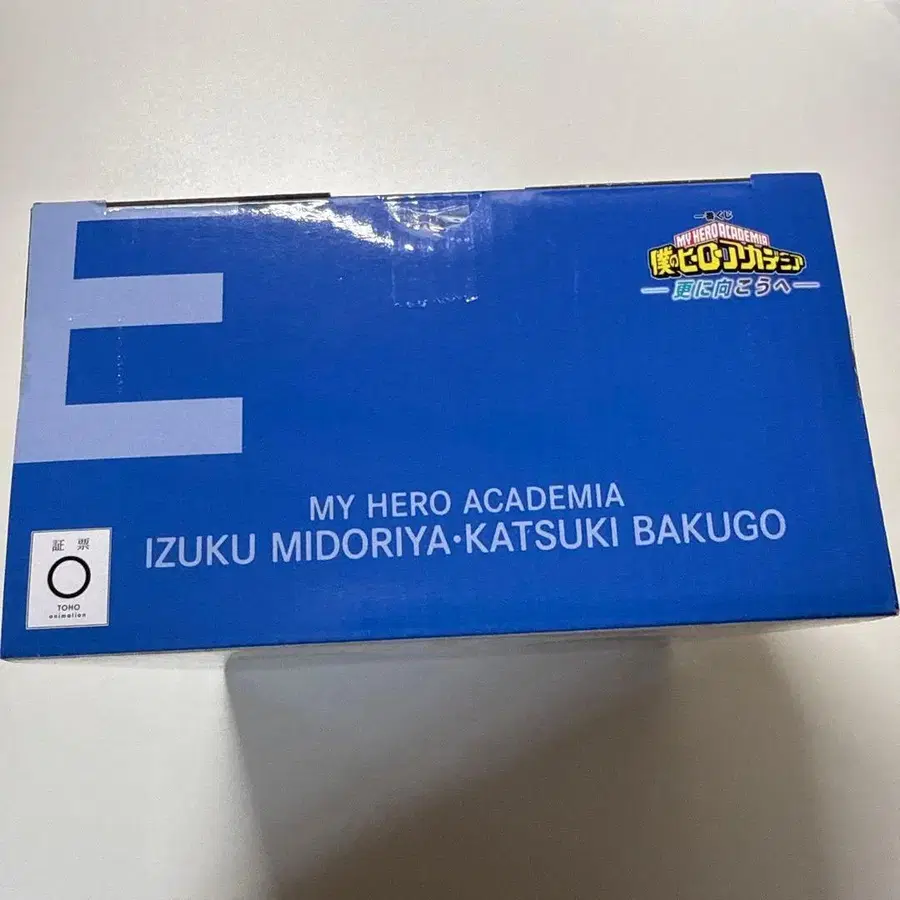 E
一番くじ
MY HERO ACADEMIA
僕のヒーローアカデミア
更に向こうへ
MY HERO ACADEMIA
IZUKU MIDORIYA・KATSUKI BAKUGO
証票
TOHO
animation